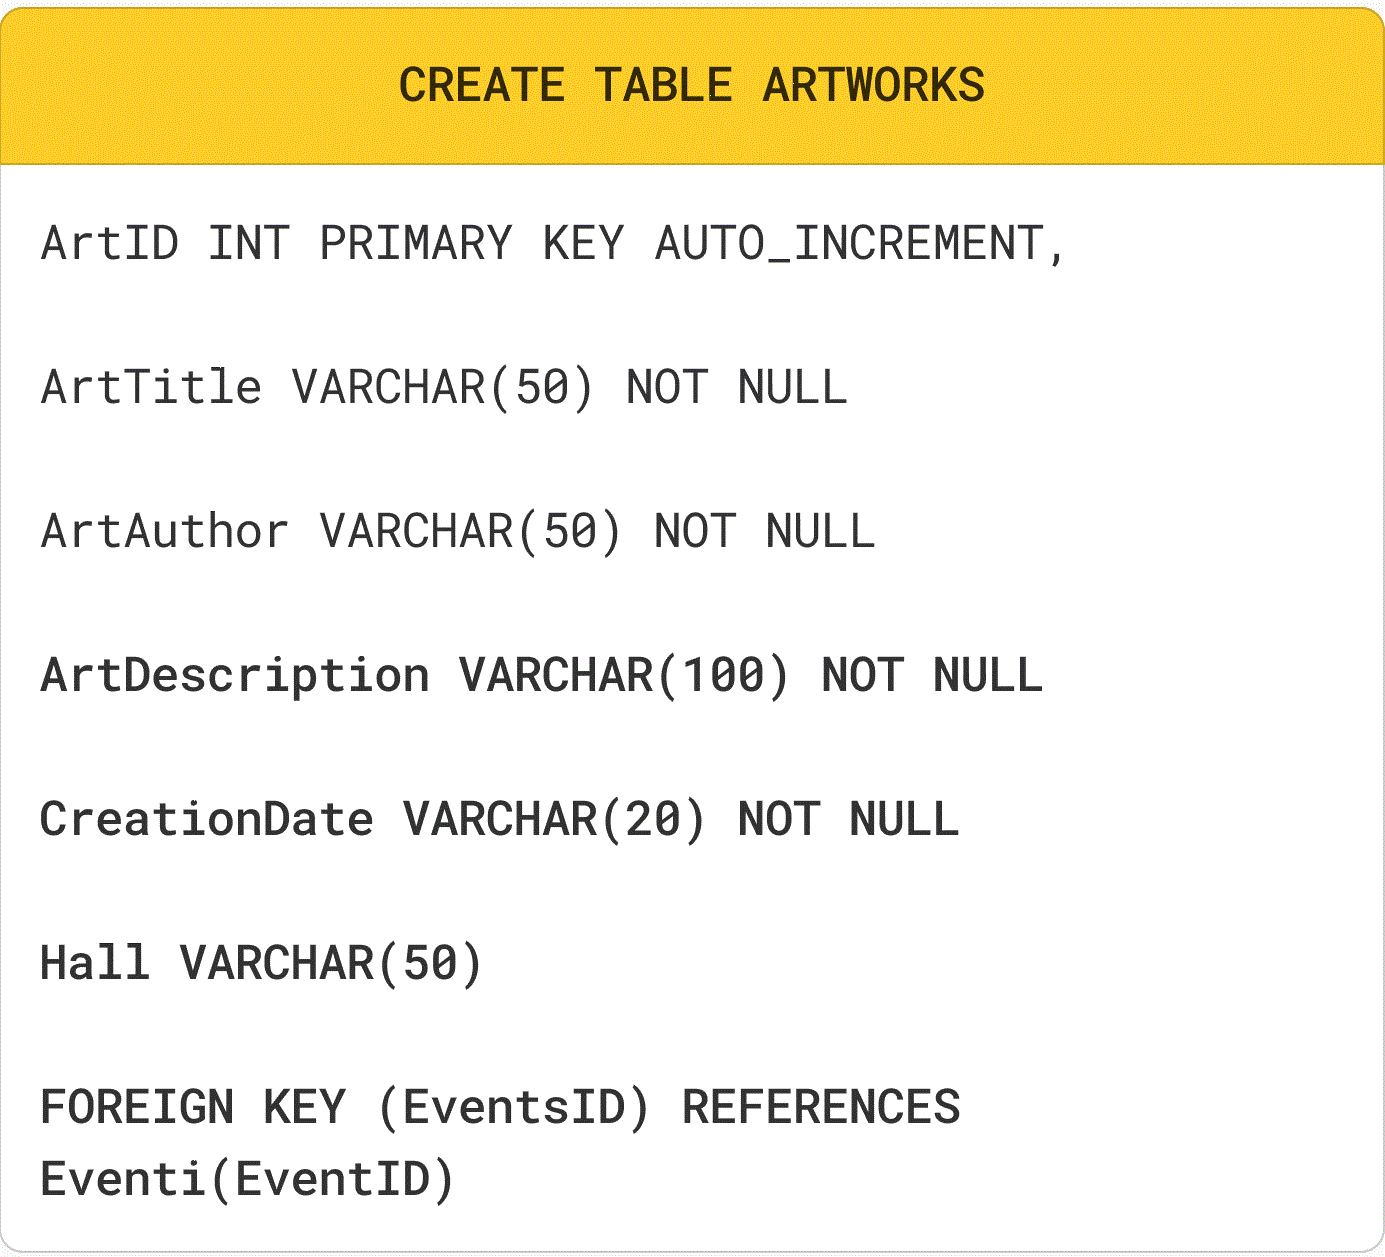 CREATE TABLE ARTWORKS
ArtID INT PRIMARY KEY AUTO_INCREMENT,
ArtTitle VARCHAR(50) NOT NULL
ArtAuthor VARCHAR(50) NOT NULL
ArtDescription VARCHAR(100) NOT NULL
CreationDate VARCHAR(20) NOT NULL
Hall VARCHAR(50)
FOREIGN KEY (EventsID) REFERENCES
Eventi(EventID)